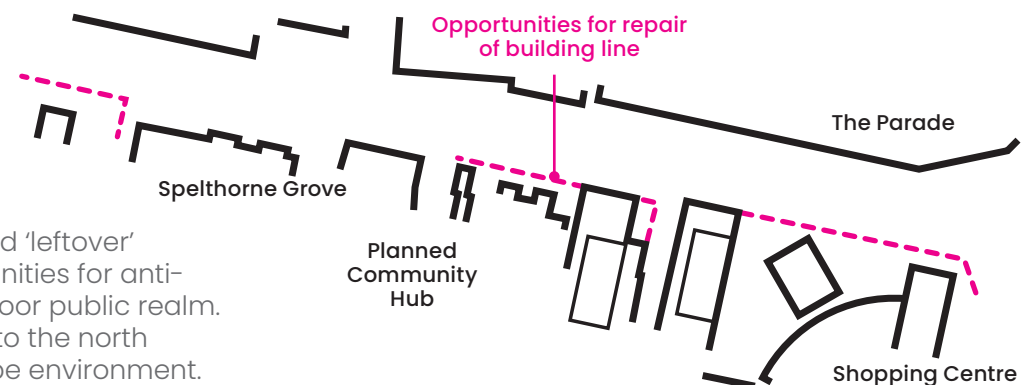 Opportunities for repair
of building line
The Parade
Spelthorne Grove
Planned
Community
Hub
‘leftover’
nities for anti-
oor public realm.
to the north
environment.
Shopping Centre